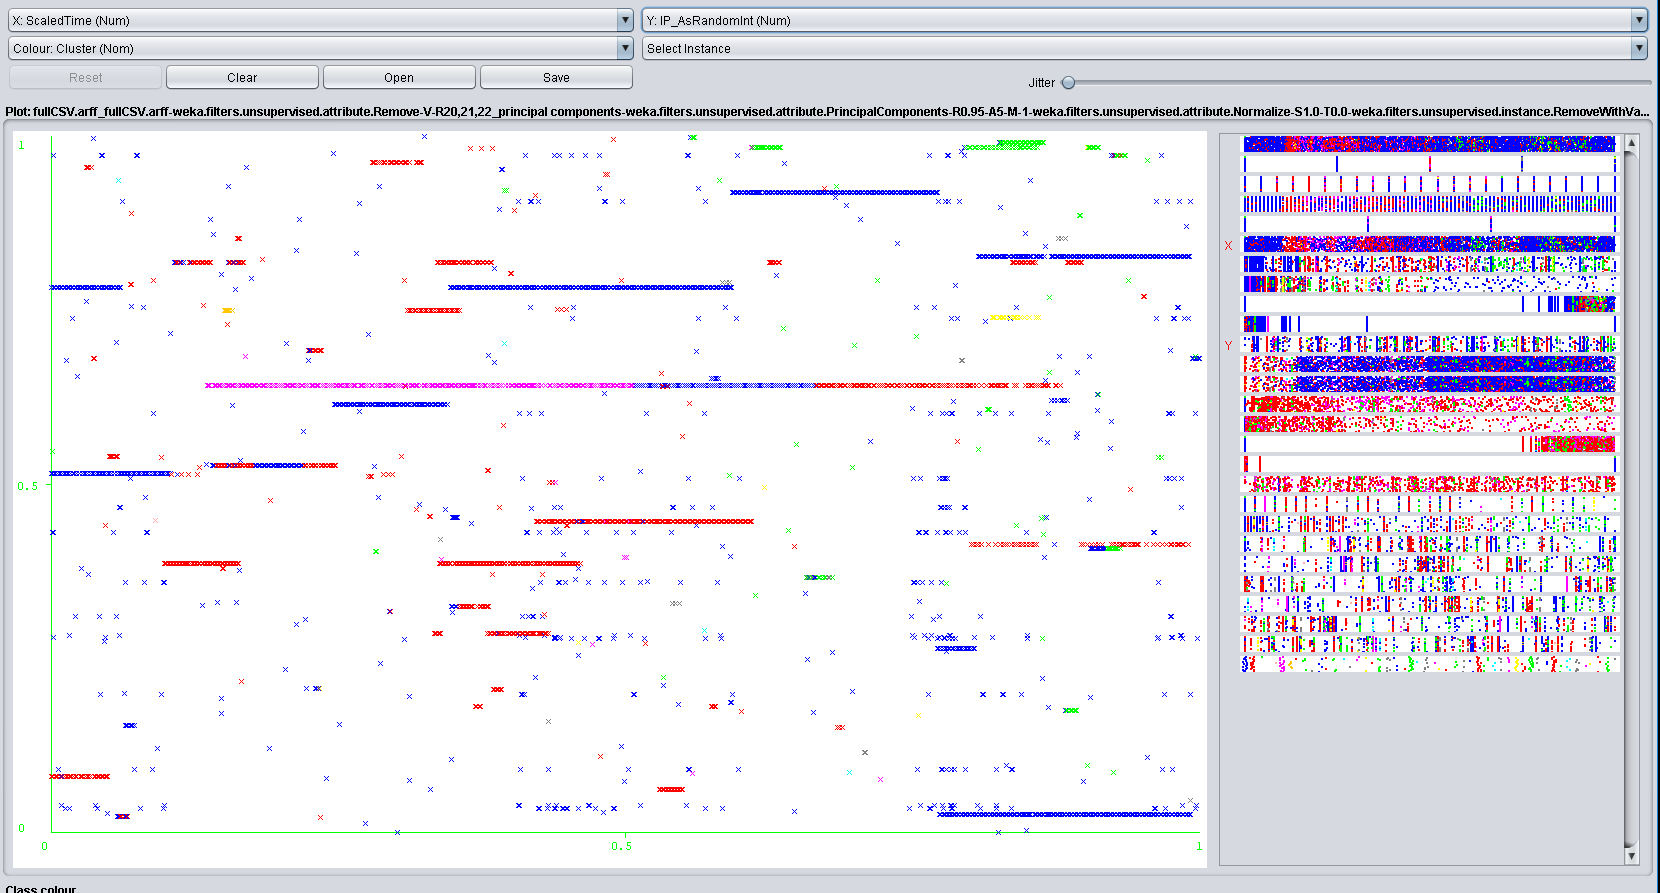 X: ScaledTime (Num)
Y: IP_AsRandomInt (Num)
Colour: Cluster (Nom)
Select Instance
Reset
Clear
Open
Save
Jitter
Plot: fullCSV.arff_fullCSV.arff-weka.filters.unsupervised.attribute.Remove-V-R20,21,22_principal components-weka.filters.unsupervised.attribute.PrincipalComponents-R0.95-A5-M-1-weka.filters.unsupervised.attribute.Normalize-S1.0-T0.0-weka.filters.unsupervised.instance.RemoveWithVa...
1
0.5
0
0
0.5
1
X
Y
Class colour